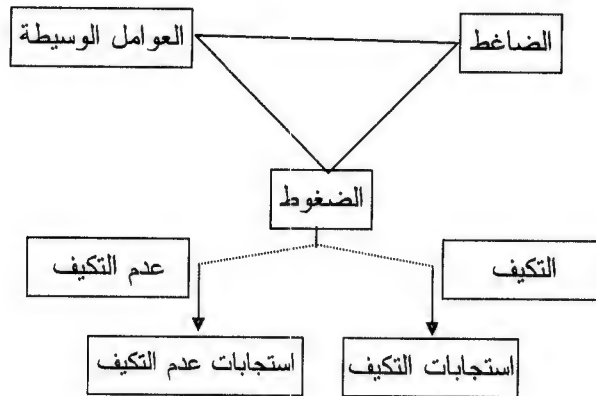 الضاغط
العوامل الوسيطة
الضغوط
التكيف
عدم التكيف
استجابات التكيف
استجابات عدم التكيف